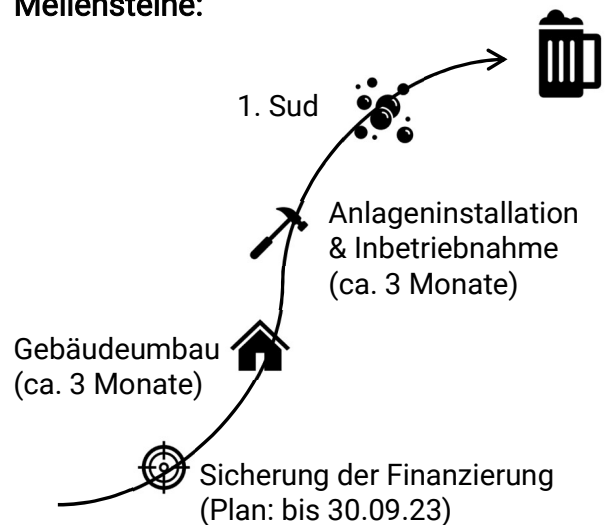 Meilensteine:
1. Sud
Anlageninstallation
& Inbetriebnahme
(ca. 3 Monate)
Gebäudeumbau
(ca. 3 Monate)
Sicherung der Finanzierung
(Plan: bis 30.09.23)